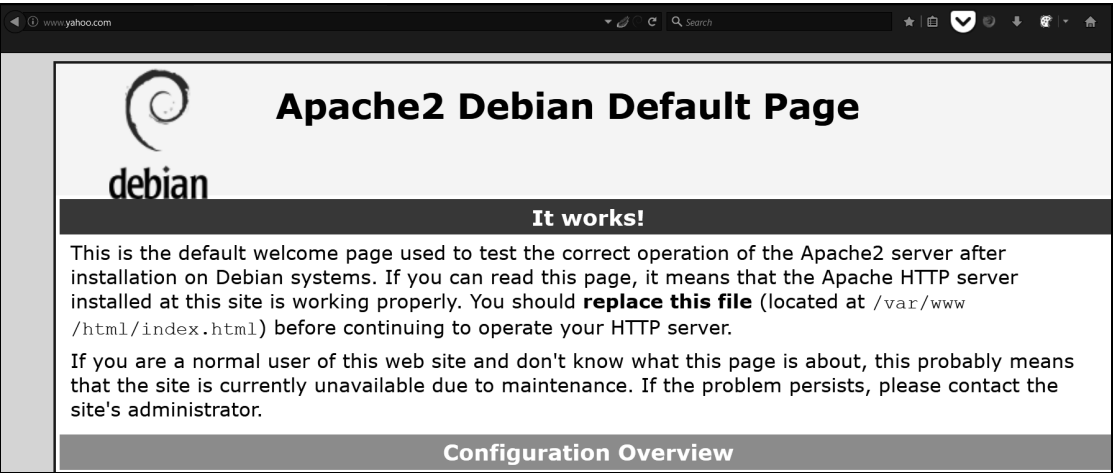 www.yahoo.com
Search
debian
Apache2 Debian Default Page
It works!
This is the default welcome page used to test the correct operation of the Apache2 server after
installation on Debian systems. If you can read this page, it means that the Apache HTTP server
installed at this site is working properly. You should replace this file (located at /var/www
/html/index.html) before continuing to operate your HTTP server.
If you are a normal user of this web site and don't know what this page is about, this probably means
that the site is currently unavailable due to maintenance. If the problem persists, please contact the
site's administrator.
Configuration Overview